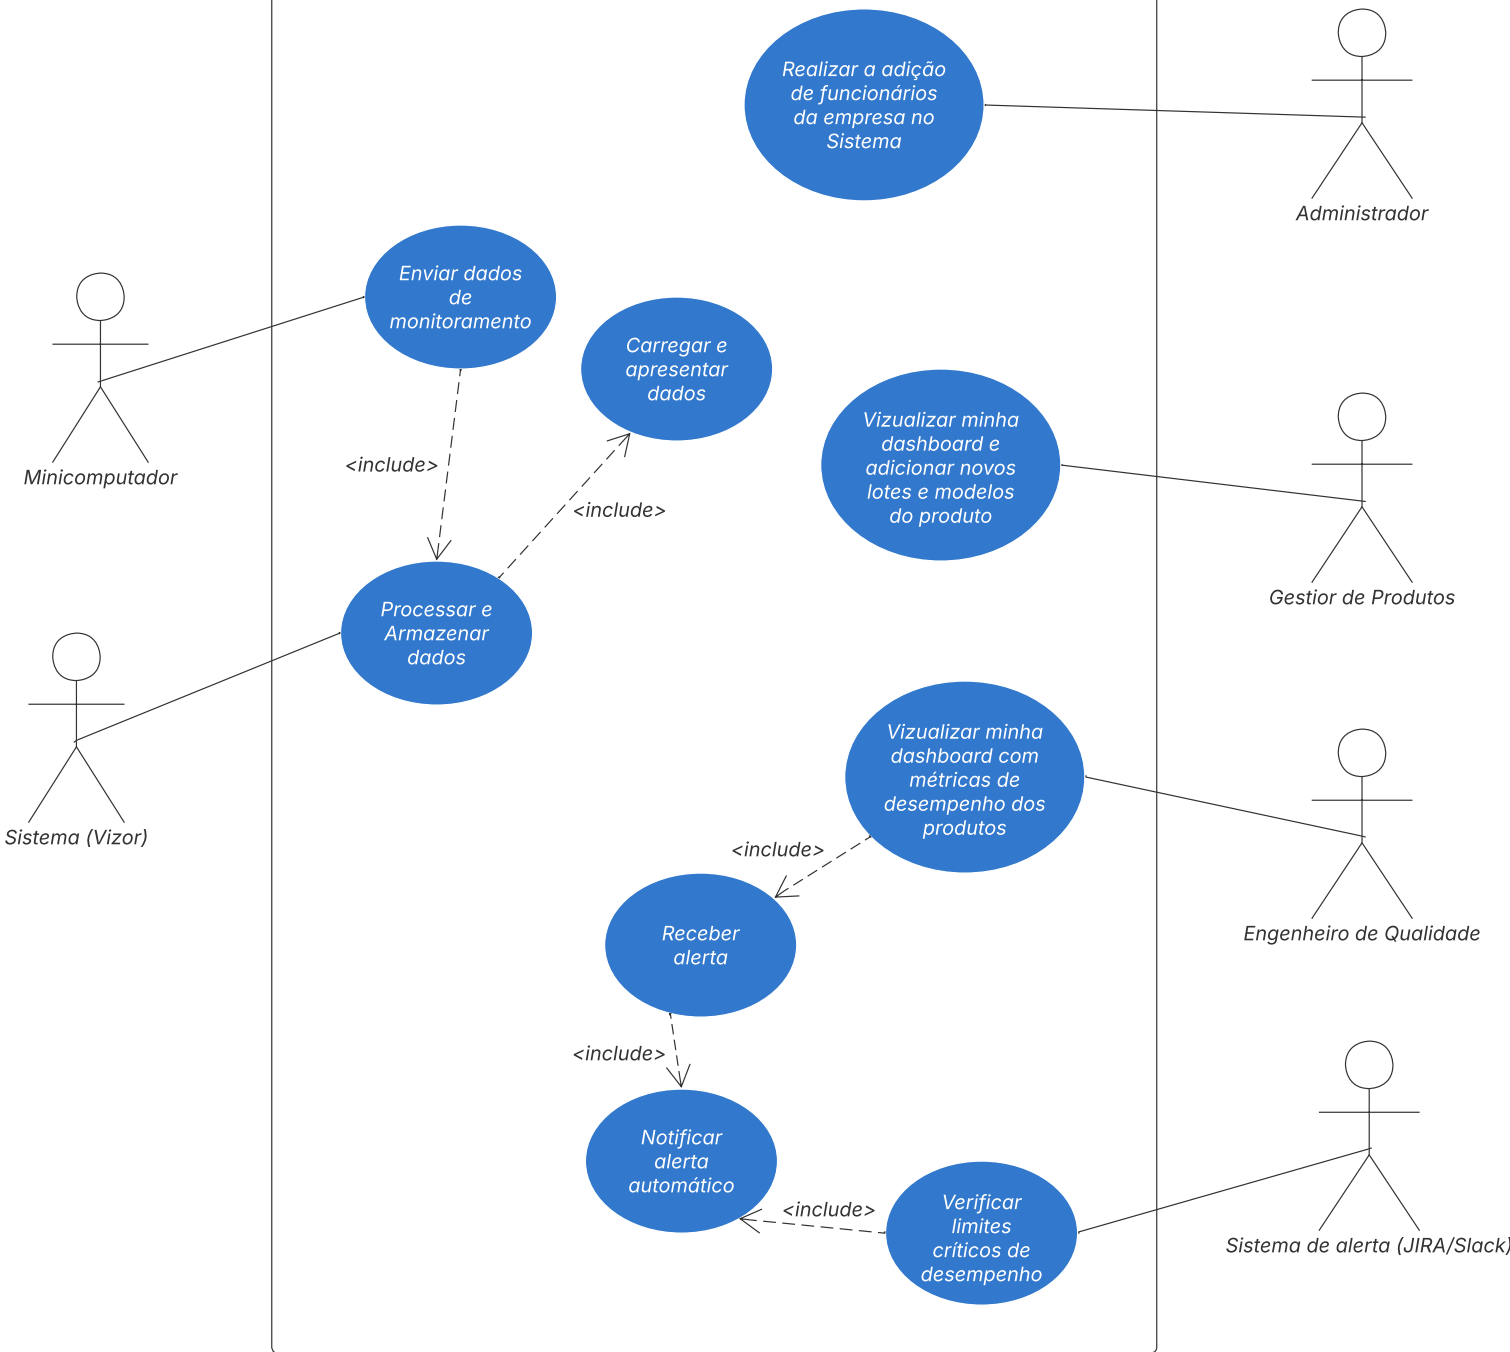 Realizar a adição
de funcionários
da empresa no
Sistema
Administrador
Enviar dados
de
monitoramento
Minicomputador
Carregar e
apresentar
dados
<include>
<include>
Vizualizar minha
dashboard e
adicionar novos
lotes e modelos
do produto
Gestior de Produtos
Processar e
Armazenar
dados
Sistema (Vizor)
Vizualizar minha
dashboard com
métricas de
desempenho dos
produtos
Engenheiro de Qualidade
<include>
Receber
alerta
<include>
Notificar
alerta
automático
<include>
Verificar
limites
críticos de
desempenho
Sistema de alerta (JIRA/Slack)